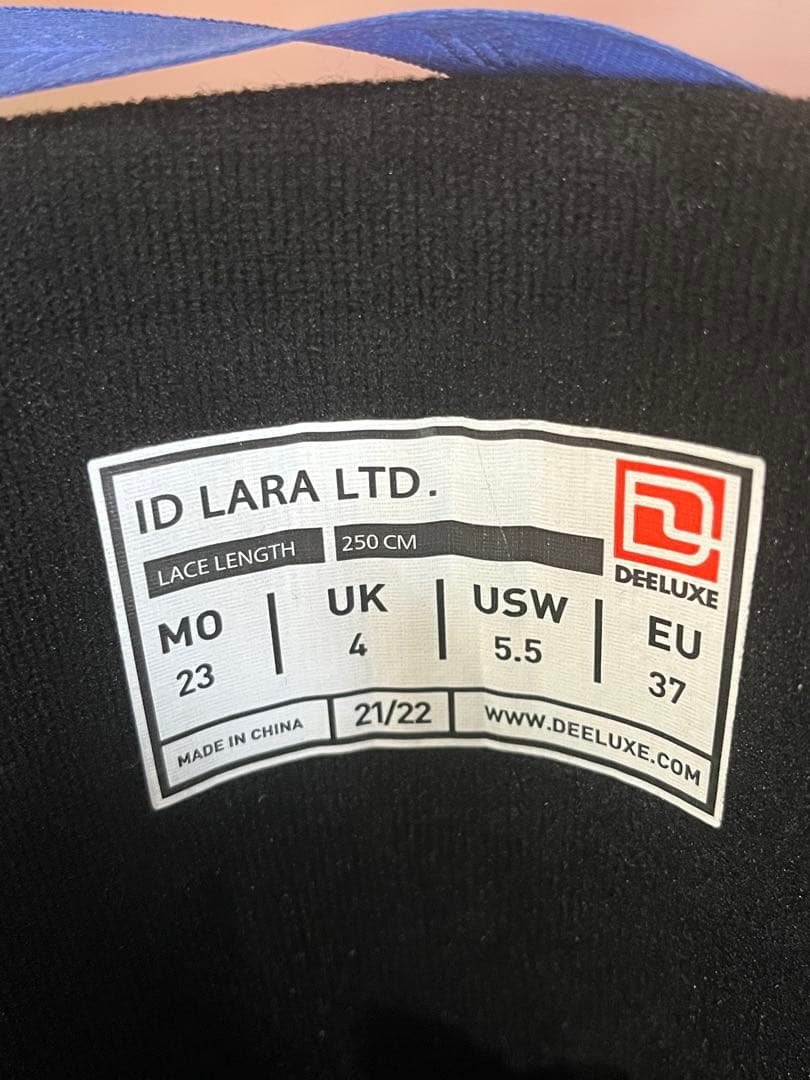 ID LARA LTD.
LACE LENGTH 250 CM
DEELUXE
MO UK USW EU
23 4 5.5 37
MADE IN CHINA 21/22 WWW.DEELUXE.COM